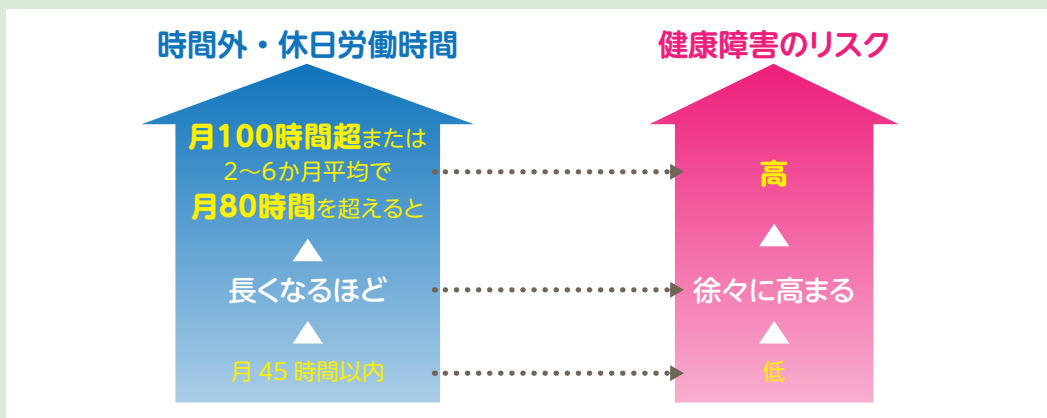 時間外・休日労働時間
月100時間超または
2〜6か月平均で
月80時間を超えると
長くなるほど
月45時間以内
健康障害のリスク
高
徐々に高まる
低